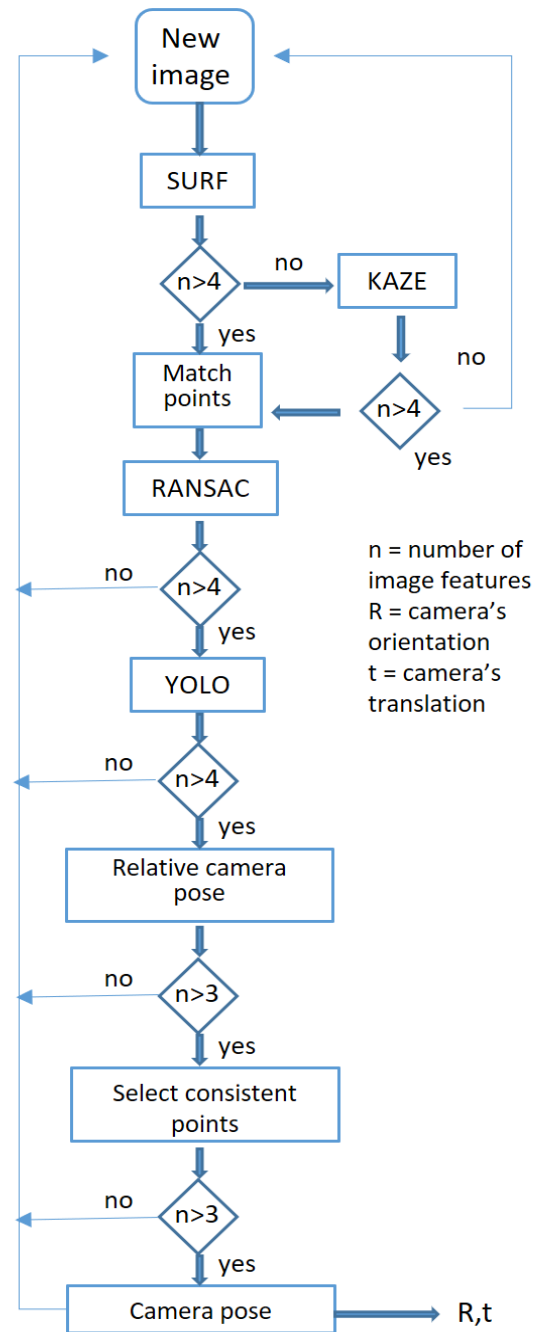 New
image
SURF
n>4
no
KAZE
yes
no
Match
points
n>4
yes
RANSAC
no
n>4
yes
n = number of
image features
R = camera's
orientation
t = camera's
translation
YOLO
no
n>4
yes
Relative camera
pose
no
n>3
yes
Select consistent
points
no
n>3
yes
Camera pose
R,t